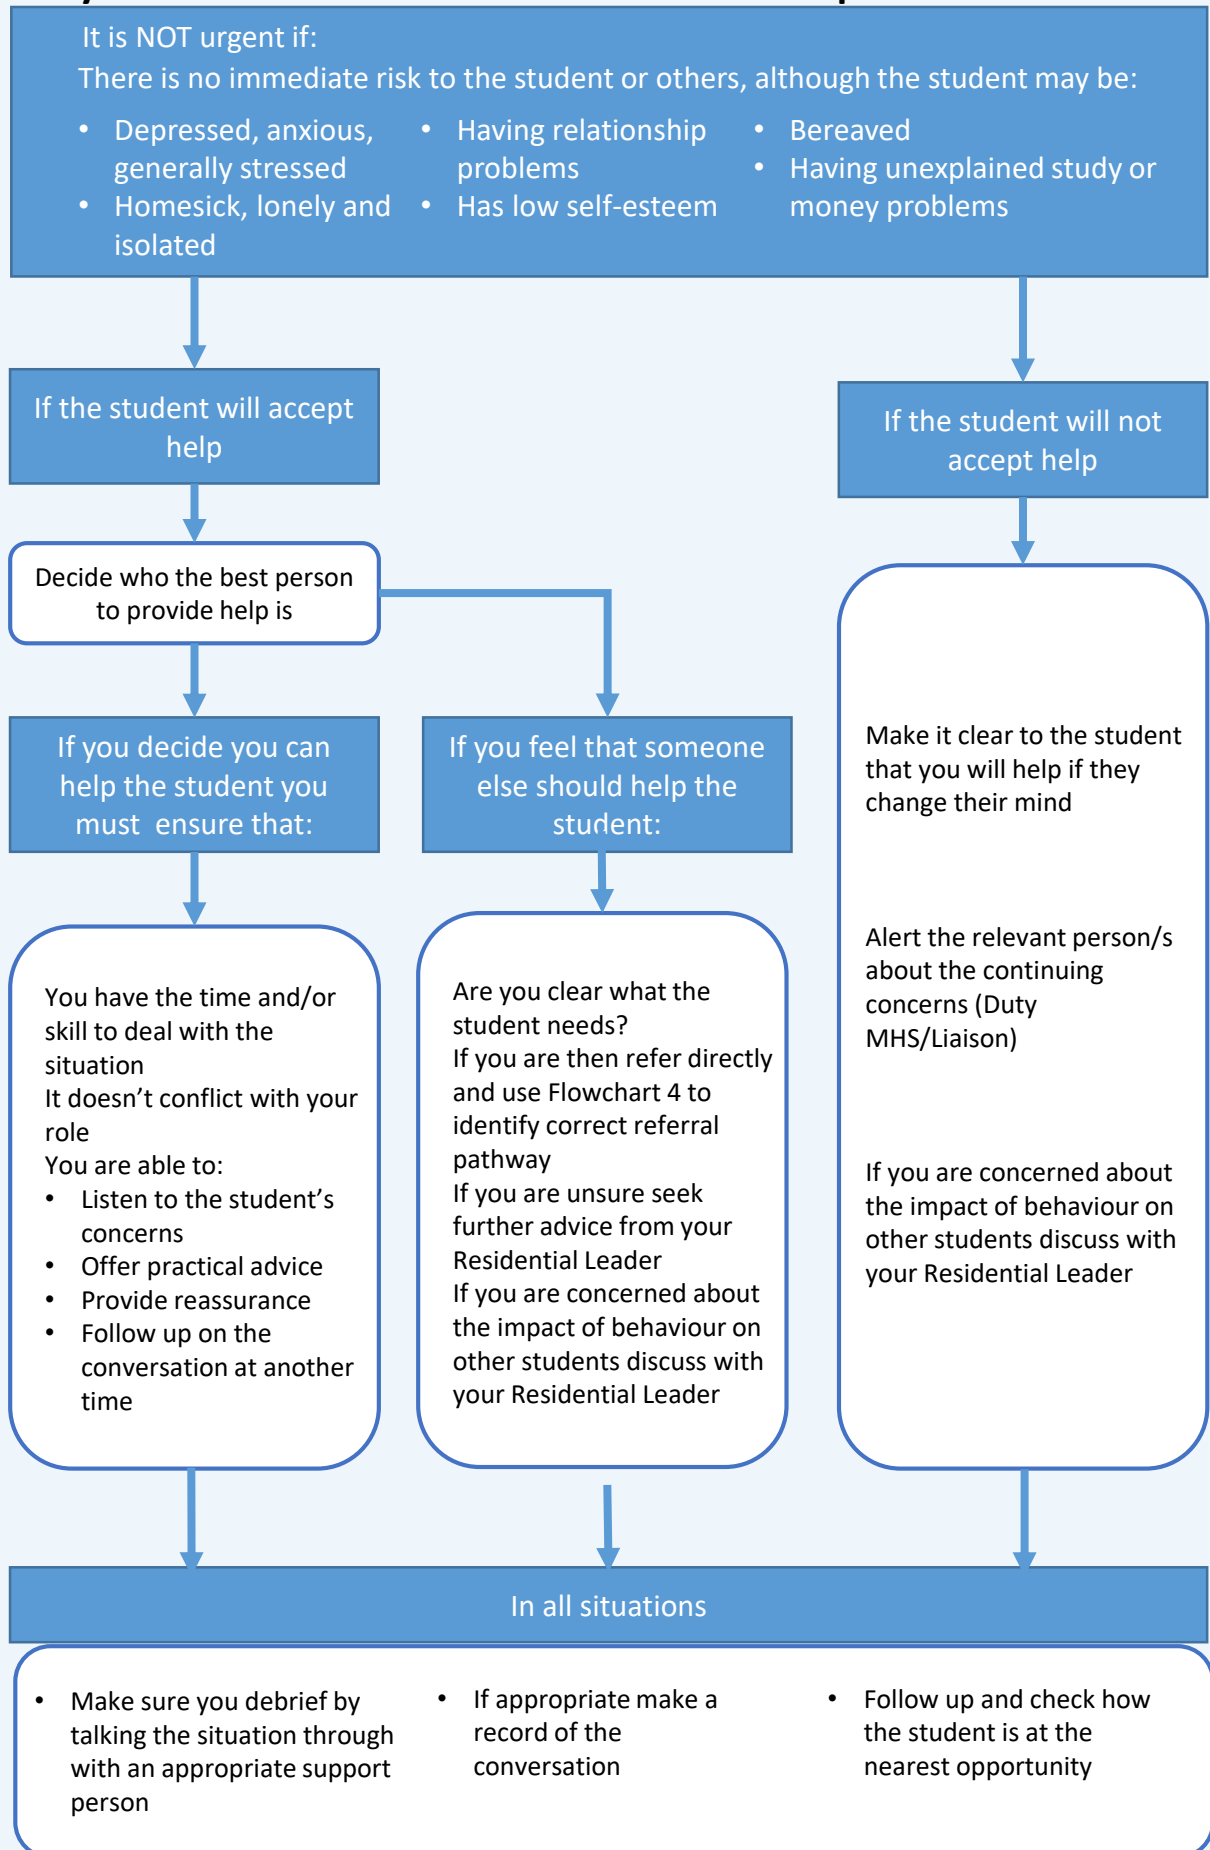 It is NOT urgent if:
There is no immediate risk to the student or others, although the student may be:
• Depressed, anxious,
generally stressed
• Homesick, lonely and
isolated
• Having relationship
problems
• Has low self-esteem
• Bereaved
• Having unexplained study or
money problems
If the student will accept
help
If the student will not
accept help
Decide who the best person
to provide help is
If you decide you can
help the student you
must ensure that:
If you feel that someone
else should help the
student:
You have the time and/or
skill to deal with the
situation
It doesn’t conflict with your
role
You are able to:
• Listen to the student’s
concerns
• Offer practical advice
• Provide reassurance
• Follow up on the
conversation at another
time
Are you clear what the
student needs?
If you are then refer directly
and use Flowchart 4 to
identify correct referral
pathway
If you are unsure seek
further advice from your
Residential Leader
If you are concerned about
the impact of behaviour on
other students discuss with
your Residential Leader
Make it clear to the student
that you will help if they
change their mind
Alert the relevant person/s
about the continuing
concerns (Duty
MHS/Liaison)
If you are concerned about
the impact of behaviour on
other students discuss with
your Residential Leader
In all situations
• Make sure you debrief by
talking the situation through
with an appropriate support
person
• If appropriate make a
record of the
conversation
• Follow up and check how
the student is at the
nearest opportunity